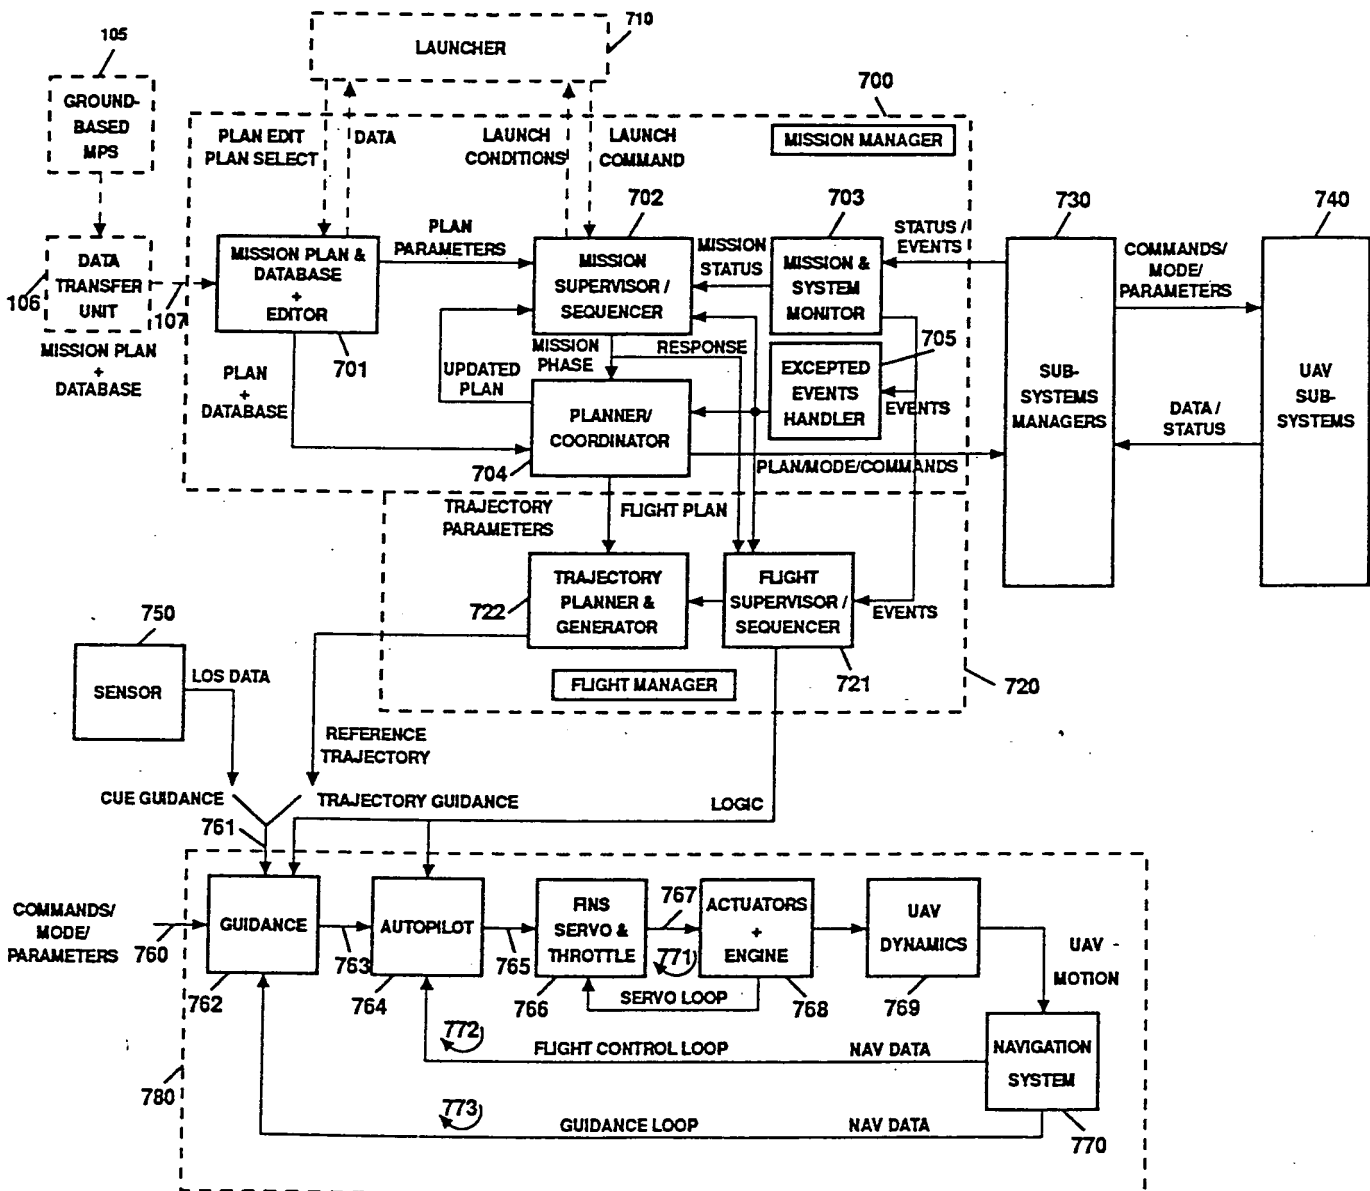 710
LAUNCHER
105
GROUND-
BASED
MPS
700
PLAN EDIT
PLAN SELECT
DATA
LAUNCH
CONDITIONS
LAUNCH
COMMAND
MISSION MANAGER
702
703
730
740
PLAN
PARAMETERS
MISSION
STATUS
STATUS /
EVENTS
COMMANDS/
MODE/
PARAMETERS
DATA
TRANSFER
UNIT
106
107
MISSION PLAN
+
DATABASE
MISSION PLAN &
DATABASE
+
EDITOR
701
MISSION
SUPERVISOR /
SEQUENCER
MISSION &
SYSTEM
MONITOR
705
MISSION
PHASE
RESPONSE
UPDATED
PLAN
PLAN
+
DATABASE
EXCEPTED
EVENTS
HANDLER
EVENTS
PLANNER/
COORDINATOR
704
PLAN/MODE/COMMANDS
SUB-
SYSTEMS
MANAGERS
DATA /
STATUS
UAV
SUB-
SYSTEMS
TRAJECTORY
PARAMETERS
FLIGHT PLAN
TRAJECTORY
PLANNER &
GENERATOR
722
FLIGHT
SUPERVISOR /
SEQUENCER
EVENTS
721
720
FLIGHT MANAGER
750
SENSOR
LOS DATA
REFERENCE
TRAJECTORY
CUE GUIDANCE
TRAJECTORY GUIDANCE
LOGIC
761
COMMANDS/
MODE/
PARAMETERS
760
GUIDANCE
762
763
AUTOPILOT
764
765
FINS
SERVO &
THROTTLE
766
767
771
SERVO LOOP
ACTUATORS
+
ENGINE
768
UAV
DYNAMICS
769
UAV -
MOTION
772
FLIGHT CONTROL LOOP
NAV DATA
NAVIGATION
SYSTEM
770
780
773
GUIDANCE LOOP
NAV DATA